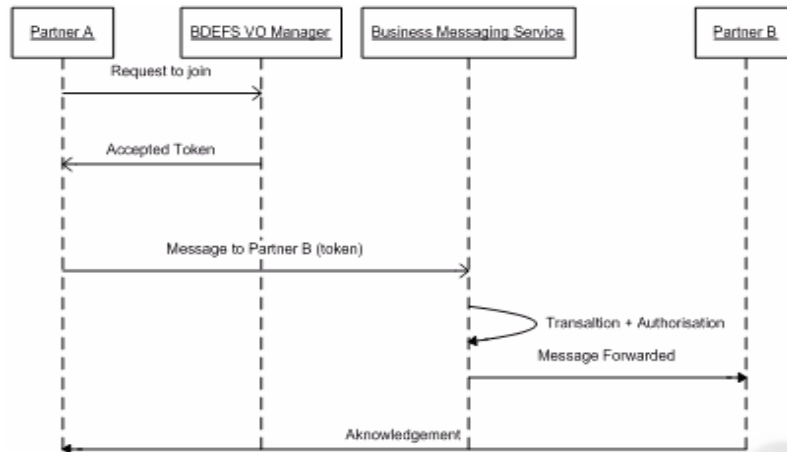 Partner A
BDEFS VO Manager
Business Messaging Service
Partner B
Request to join
Accepted Token
Message to Partner B (token)
Transaltion + Authorisation
Message Forwarded
Aknowledgement